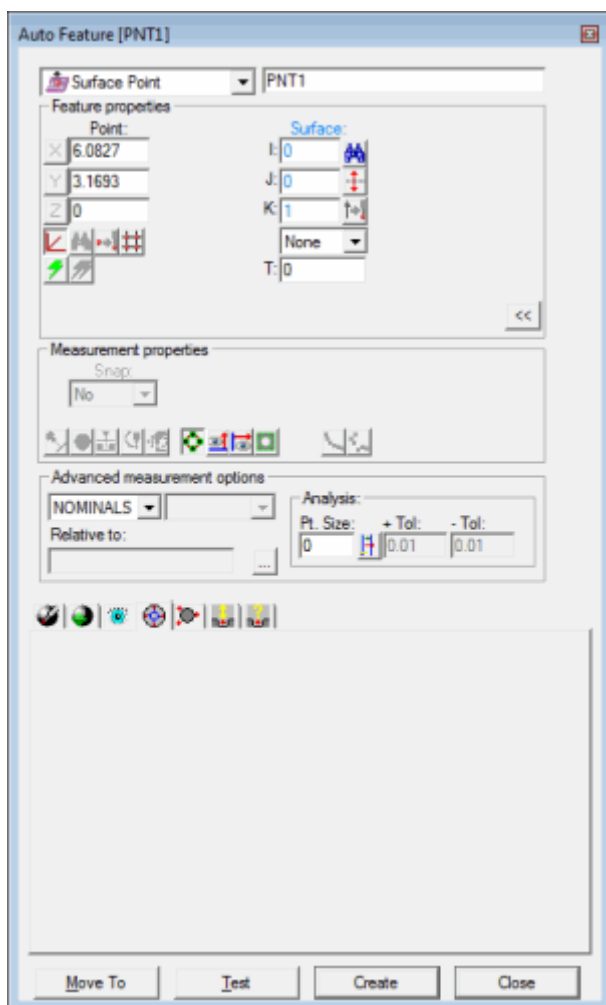 Auto Feature [PNT1]
Surface Point PNT1
Feature properties
Point: Surface:
X 6.0827 I: 0
Y 3.1693 J: 0
Z 0 K: 1
None
T: 0
<<
Measurement properties
Snap:
No
Advanced measurement options
NOMINALS
Analysis:
Relative to: Pt. Size: + Tol: - Tol:
0 0.01 0.01
...
Move To Test Create Close